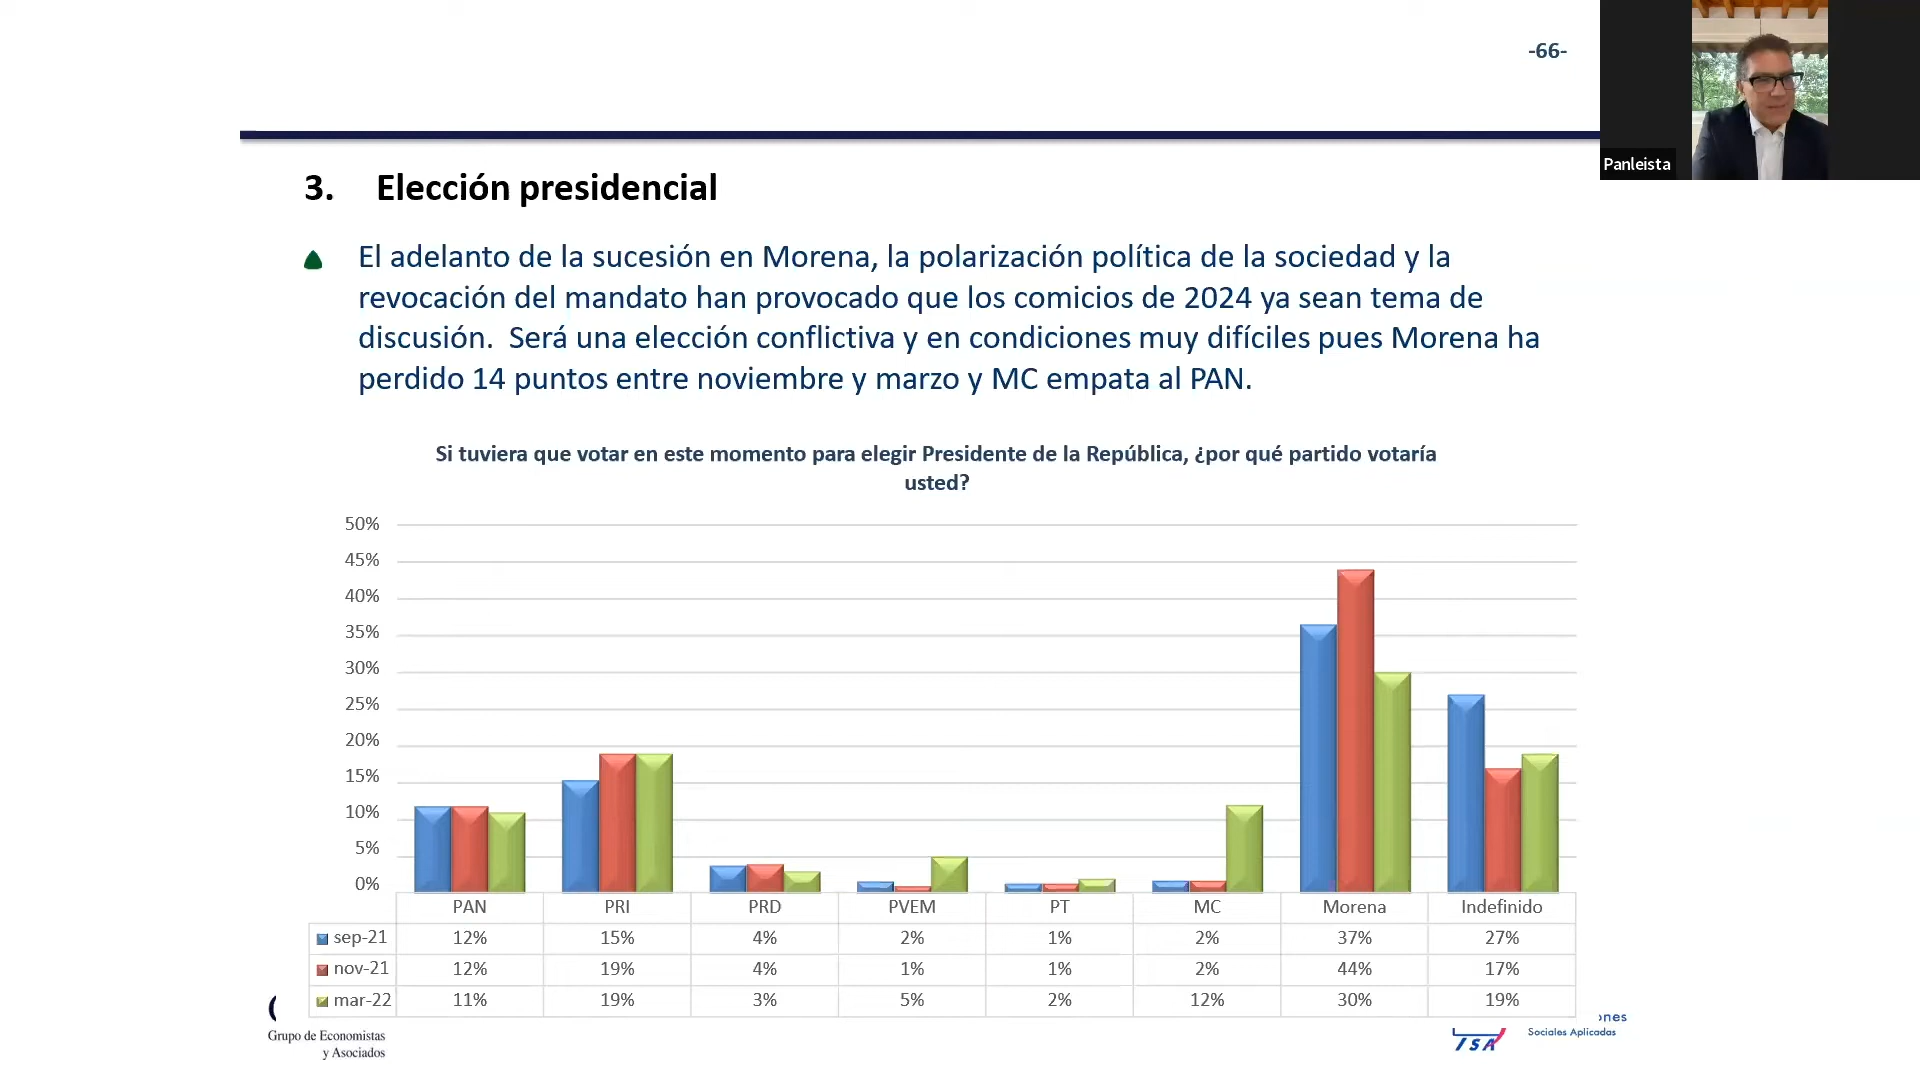 -66-
Panleista
3. Elección presidencial
El adelanto de la sucesión en Morena, la polarización política de la sociedad y la
revocación del mandato han provocado que los comicios de 2024 ya sean tema de
discusión. Será una elección conflictiva y en condiciones muy difíciles pues Morena ha
perdido 14 puntos entre noviembre y marzo y MC empata al PAN.
Si tuviera que votar en este momento para elegir Presidente de la República, ¿por qué partido votaría
usted?
50%
45%
40%
35%
30%
25%
20%
15%
10%
5%
0%
PAN PRI PRD PVEM PT MC Morena Indefinido
sep-21 12% 15% 4% 2% 1% 2% 37% 27%
nov-21 12% 19% 4% 1% 1% 2% 44% 17%
mar-22 11% 19% 3% 5% 2% 12% 30% 19%
Grupo de Economistas
y Asociados
ISA
Sociales Aplicadas